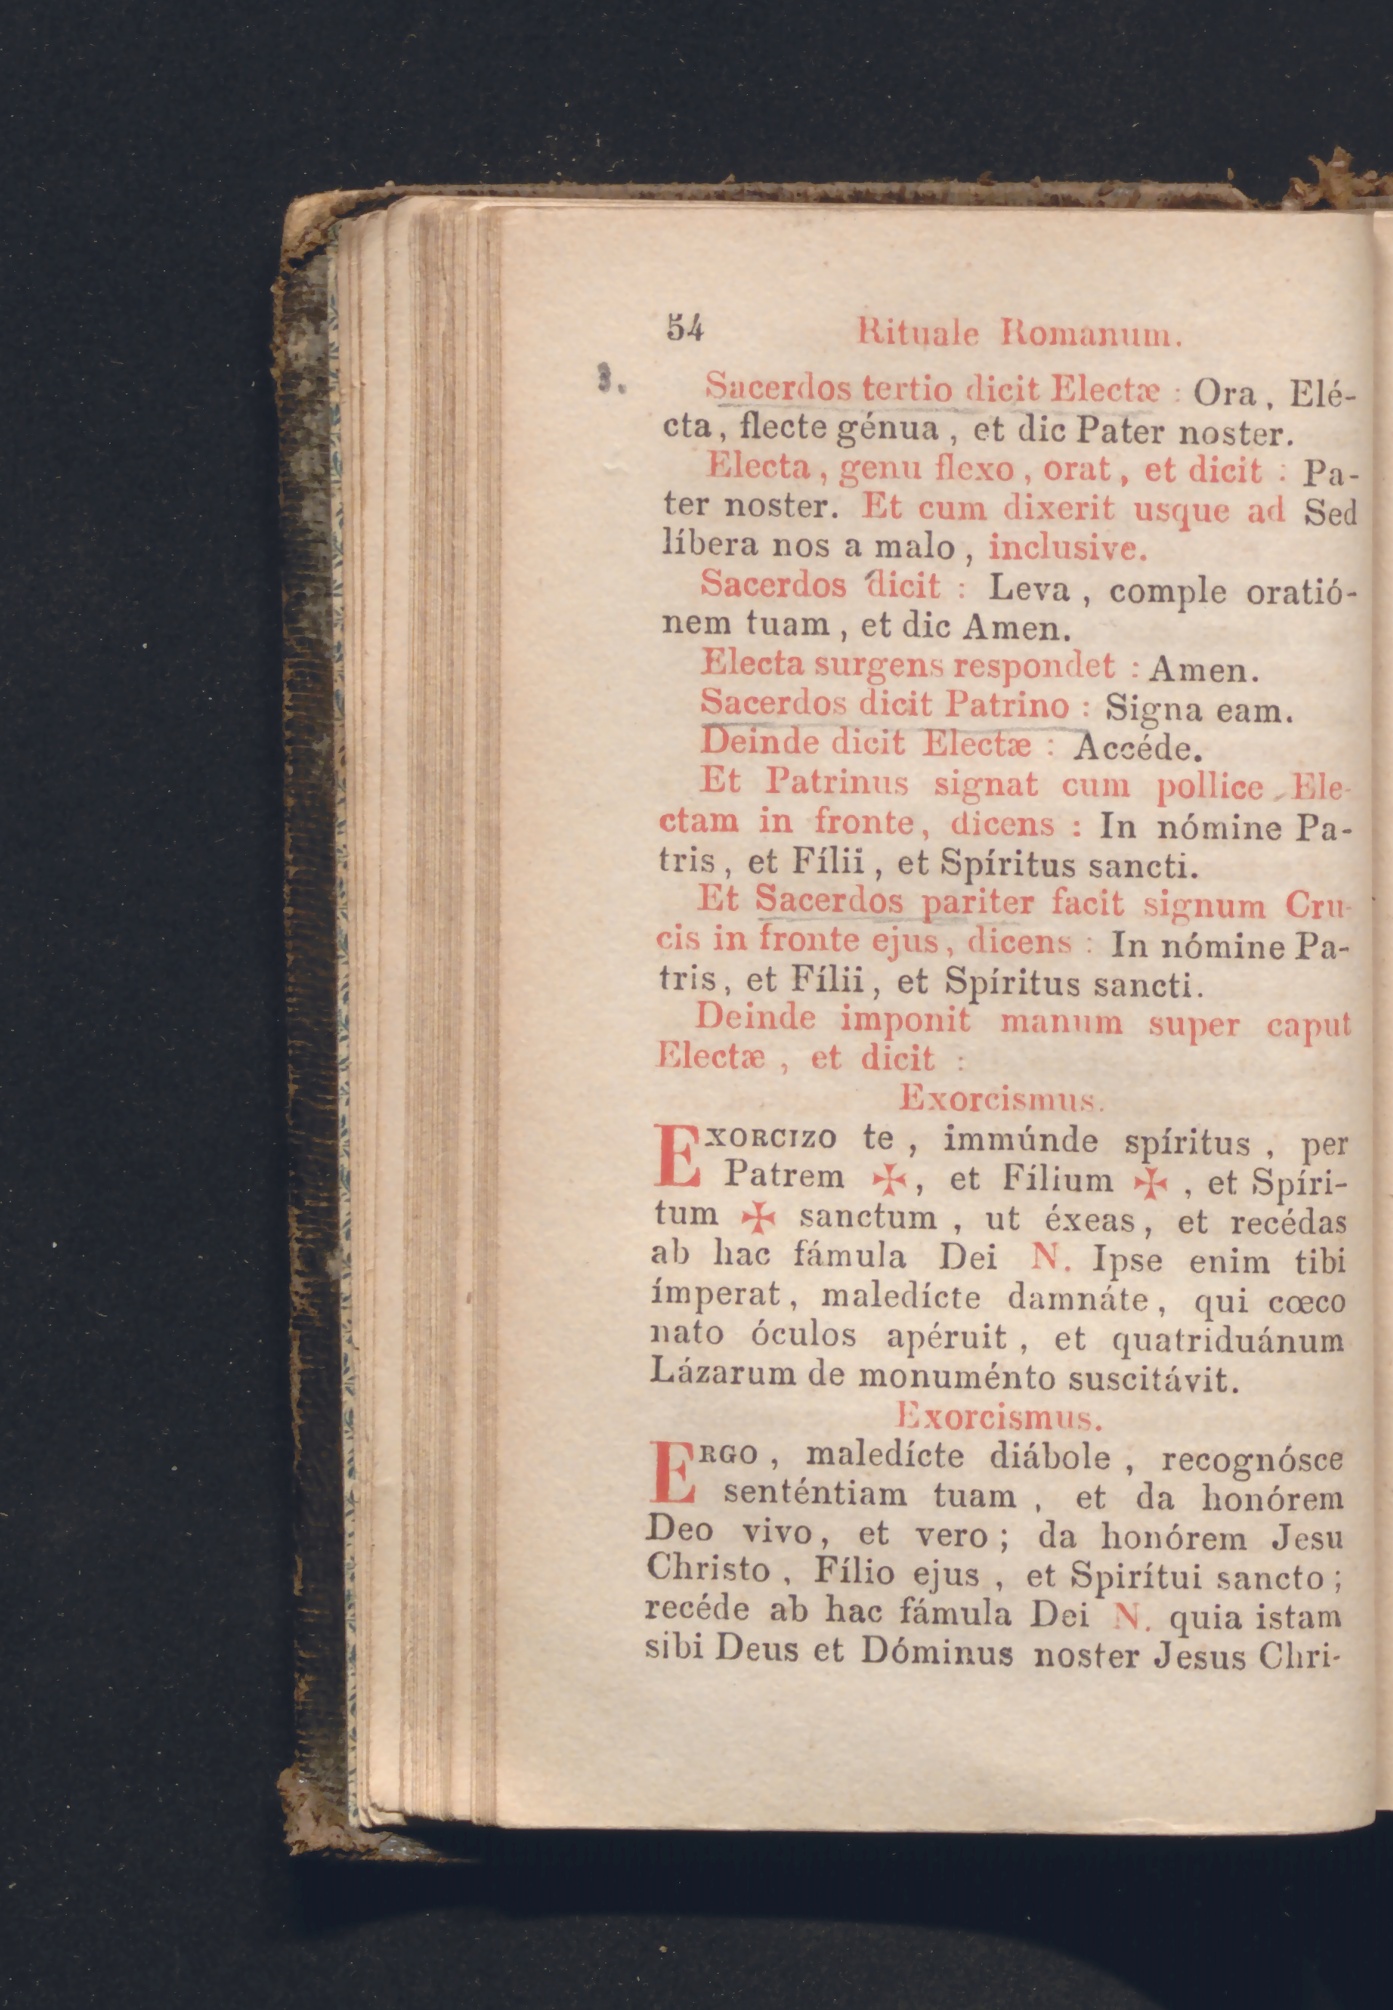 54 Rituale Romanum.
3. Sacerdos tertio dicit Electæ : Ora, Elé-
cta, flecte génua, et dic Pater noster.
Electa, genu flexo, orat, et dicit : Pa-
ter noster. Et cum dixerit usque ad Sed
líbera nos a malo, inclusive.
Sacerdos dicit : Leva, comple oratió-
nem tuam, et dic Amen.
Electa surgens respondet : Amen.
Sacerdos dicit Patrino : Signa eam.
Deinde dicit Electæ : Accéde.
Et Patrinus signat cum pollice Ele-
ctam in fronte, dicens : In nómine Pa-
tris, et Fílii, et Spíritus sancti.
Et Sacerdos pariter facit signum Cru-
cis in fronte ejus, dicens : In nómine Pa-
tris, et Fílii, et Spíritus sancti.
Deinde imponit manum super caput
Electæ, et dicit :
Exorcismus.
EXORCIZO te, immúnde spíritus, per
Patrem ✠, et Fílium ✠, et Spíri-
tum ✠ sanctum, ut éxeas, et recédas
ab hac fámula Dei N. Ipse enim tibi
ímperat, maledícte damnáte, qui cœco
nato óculos apéruit, et quatriduánum
Lázarum de monuménto suscitávit.
Exorcismus.
ERGO, maledícte diábole, recognósce
senténtiam tuam, et da honórem
Deo vivo, et vero; da honórem Jesu
Christo, Fílio ejus, et Spirítui sancto;
recéde ab hac fámula Dei N. quia istam
sibi Deus et Dóminus noster Jesus Chri-